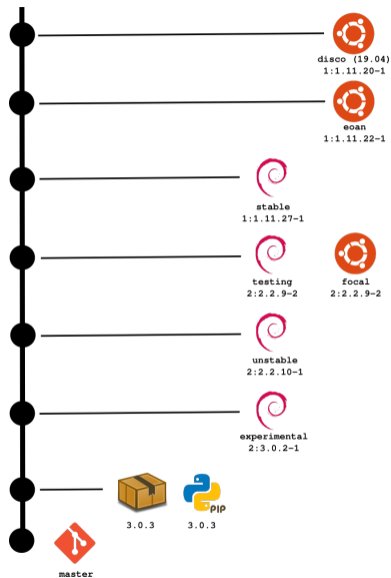 disco (19.04)
1:1.11.20-1
eoan
1:1.11.22-1
stable
1:1.11.27-1
testing
2:2.2.9-2
focal
2:2.2.9-2
unstable
2:2.2.10-1
experimental
2:3.0.2-1
PIP
3.0.3
3.0.3
master